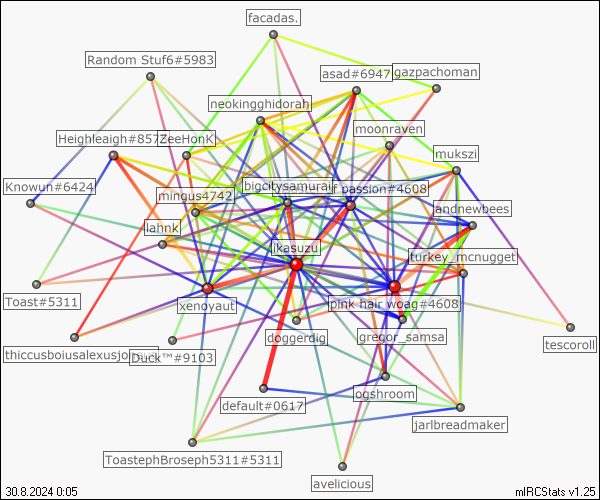 facadas.
Random Stuf6#5983
asad#6947
gazpachoman
neokingghidorah
moonraven
Heighleaigh#857
ZeeHonK
mukszi
Knowun#6424
mingus4742
bigcitysamurai
f passion#4608
jandnewbees
lahnk
ikasuzu
turkey_mcnugget
Toast#5311
xenoyaut
pink hair woag#4608
doggerdig
gregor_samsa
tescoroll
thiccusboiusalexusjo
Duck™#9103
default#0617
ogshroom
jarlbreadmaker
ToastephBroseph5311#5311
avelicious
30.8.2024 0:05
mIRCStats v1.25